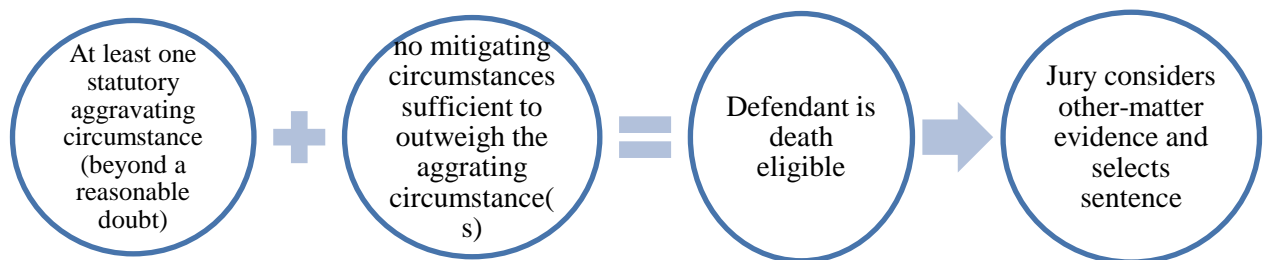 At least one
statutory
aggravating
circumstance
(beyond a
reasonable
doubt)
no mitigating
circumstances
sufficient to
outweigh the
aggrating
circumstance(
s)
Defendant is
death
eligible
Jury considers
other-matter
evidence and
selects
sentence